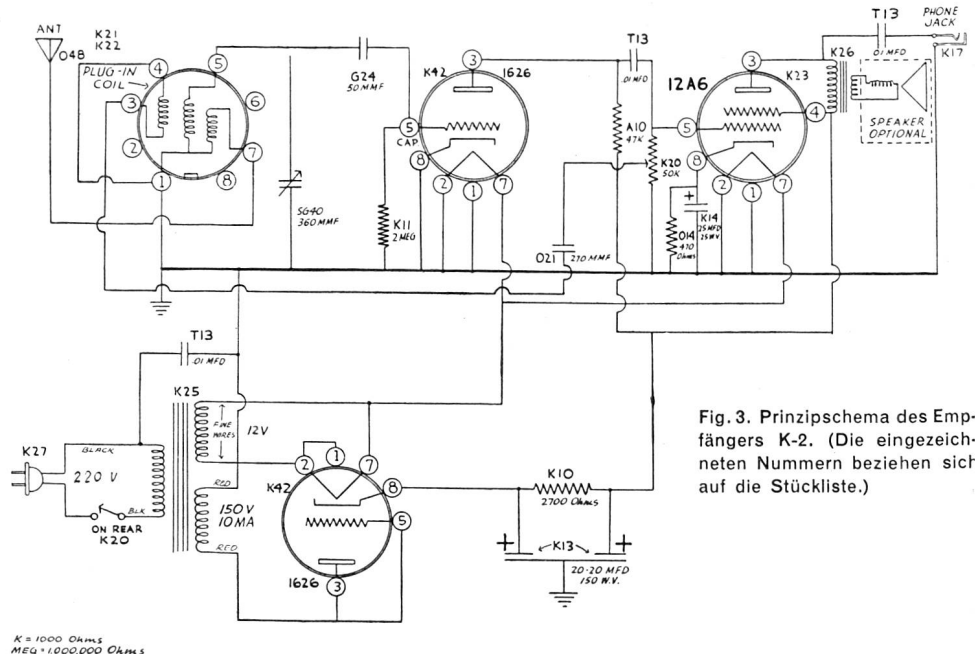 ANT
O48
K21
K22
PLUG-IN
COIL
4
5
3
6
2
7
1
8
G24
50 MMF
SG40
360 MMF
K42
1626
3
5
CAP
8
2
1
7
K11
2 MEG
T13
.01 MFD
A10
47K
K20
50K
O21
270 MMF
12A6
K23
3
4
5
8
2
1
7
O14
470
Ohms
K14
25 MFD
25 W.V.
K26
T13
.01 MFD
PHONE
JACK
K17
SPEAKER
OPTIONAL
T13
.01 MFD
K25
FINE
WIRES
12V
K27
BLACK
220 V
BLK
ON REAR
K20
RED
150V
10 MA
RED
K42
1
2
7
8
5
1626
3
K10
2700 Ohms
K13
20-20 MFD
150 W.V.
Fig. 3. Prinzipschema des Emp-
fängers K-2. (Die eingezeich-
neten Nummern beziehen sich
auf die Stückliste.)
K = 1000 Ohms
MEG = 1,000,000 Ohms